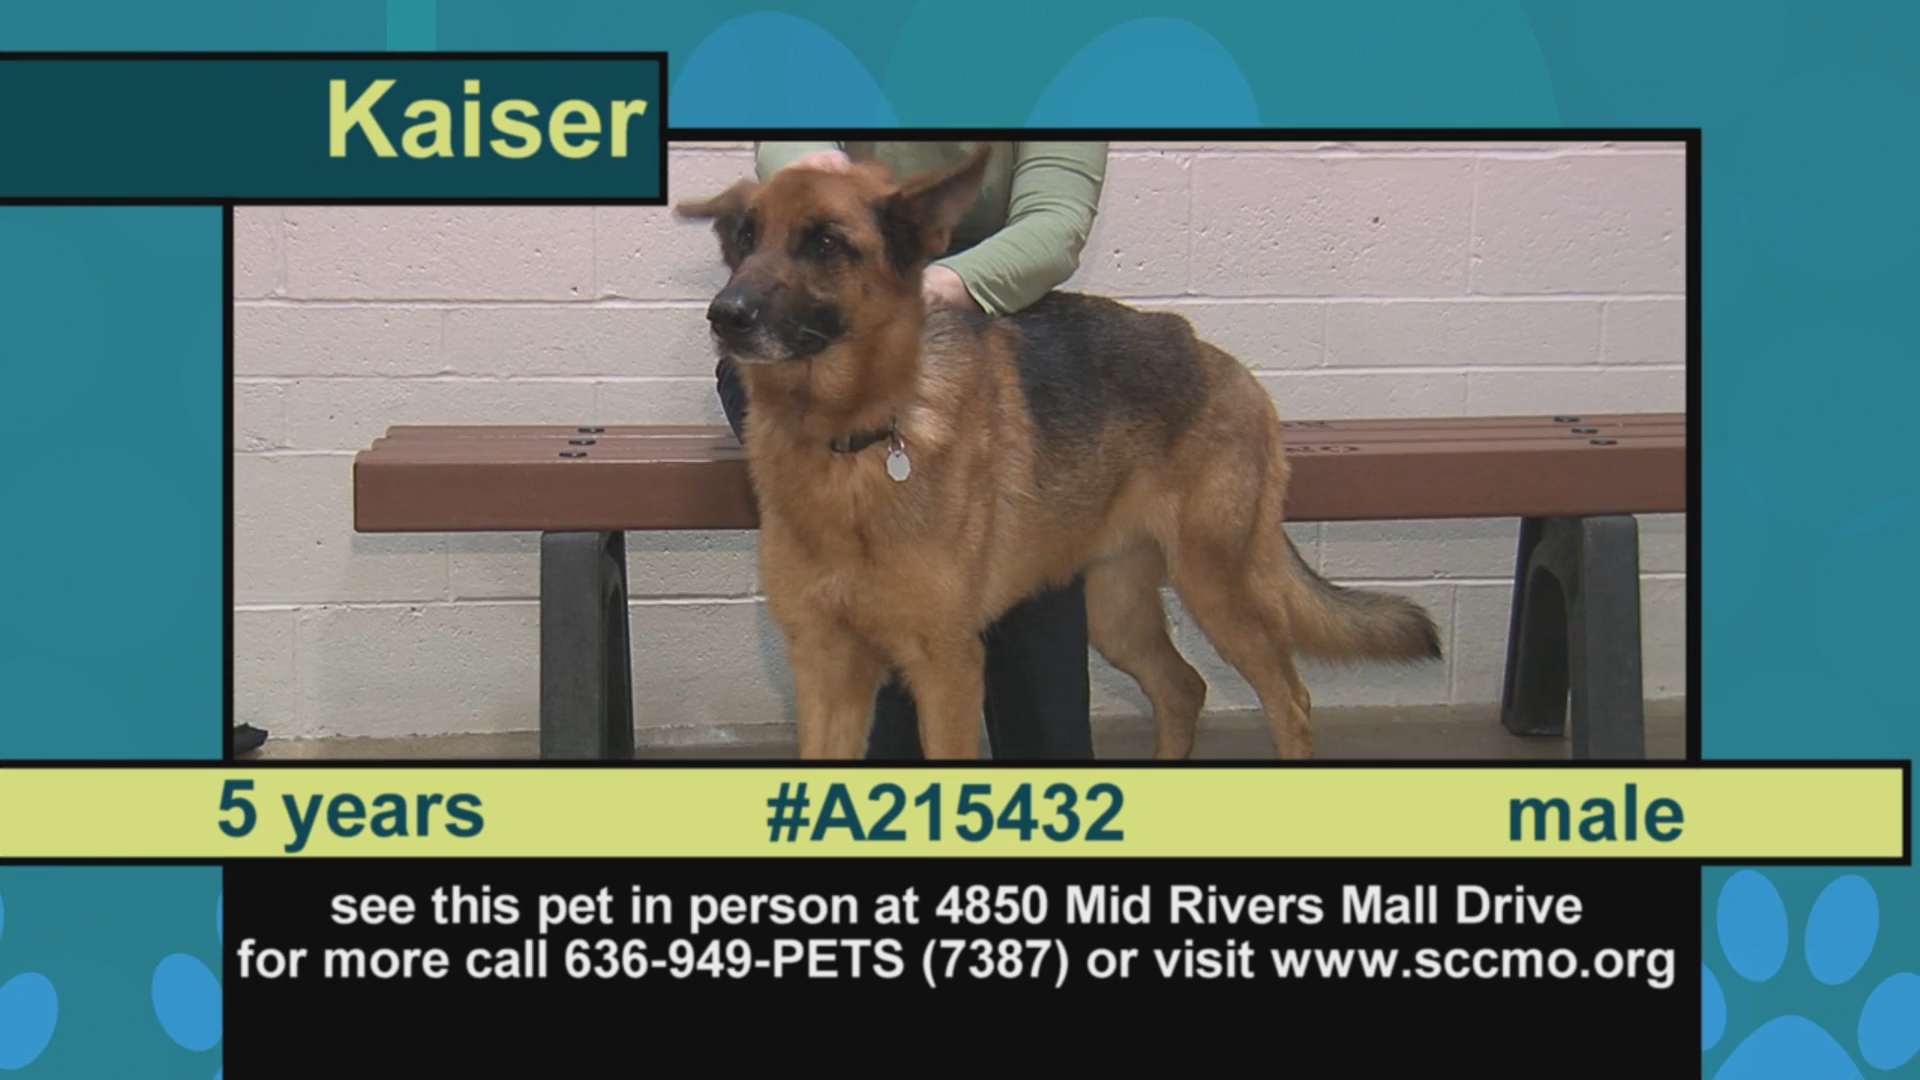 Kaiser
5 years #A215432 male
see this pet in person at 4850 Mid Rivers Mall Drive
for more call 636-949-PETS (7387) or visit www.sccmo.org